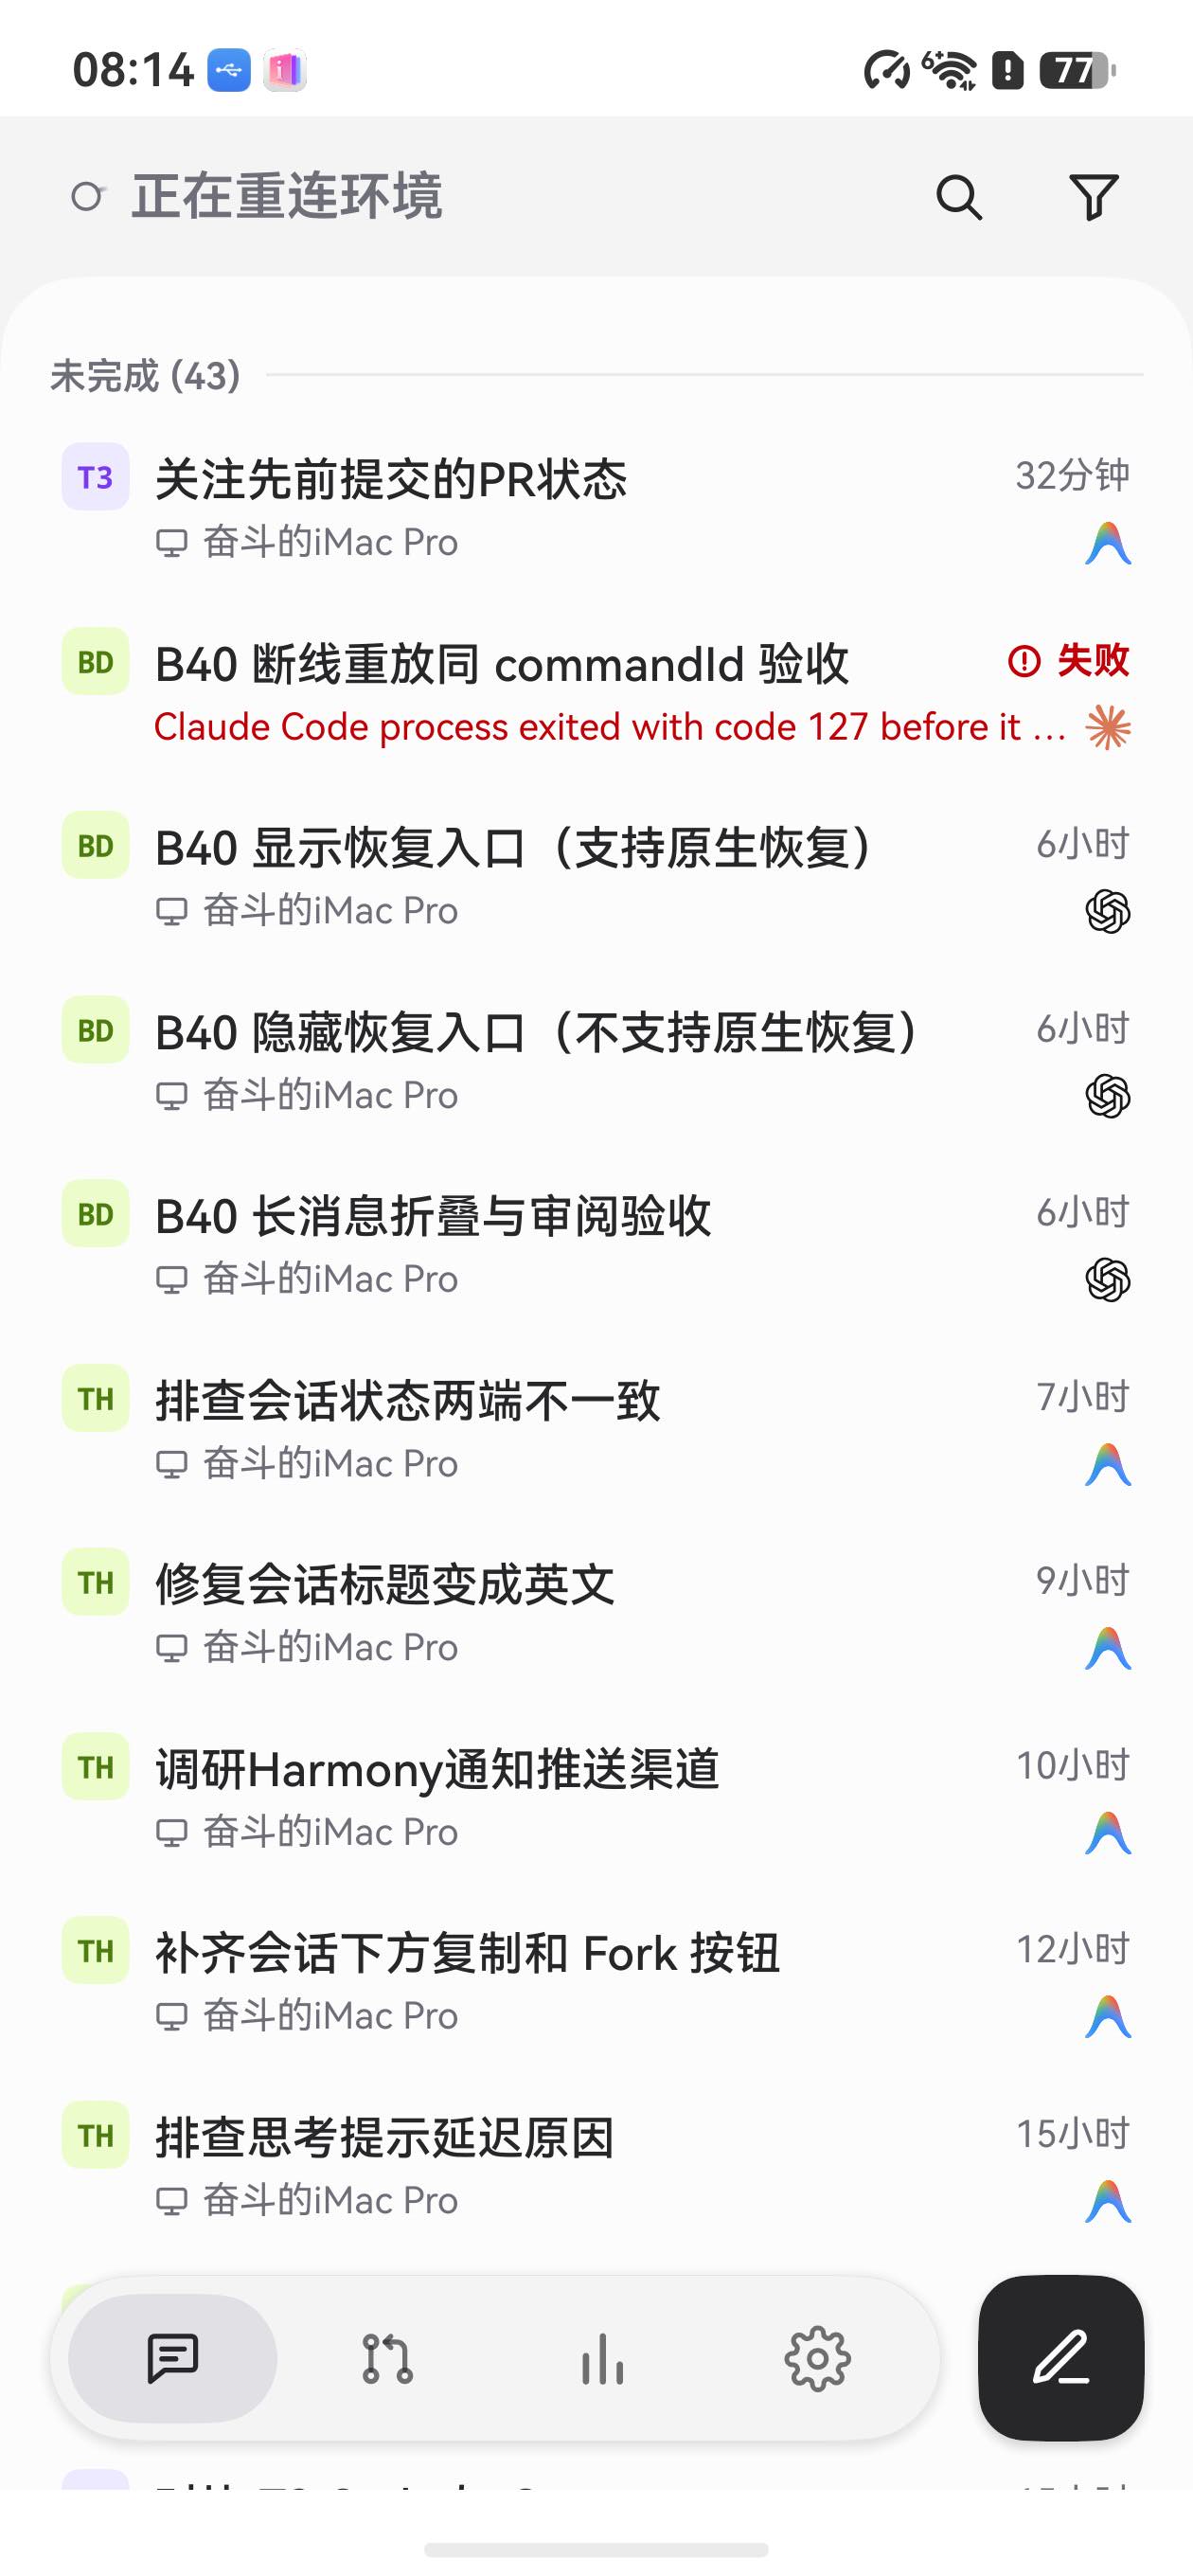 08:14
6+
77
正在重连环境
未完成 (43)
T3 关注先前提交的PR状态 32分钟
奋斗的iMac Pro
BD B40 断线重放同 commandId 验收 失败
Claude Code process exited with code 127 before it ...
BD B40 显示恢复入口（支持原生恢复） 6小时
奋斗的iMac Pro
BD B40 隐藏恢复入口（不支持原生恢复） 6小时
奋斗的iMac Pro
BD B40 长消息折叠与审阅验收 6小时
奋斗的iMac Pro
TH 排查会话状态两端不一致 7小时
奋斗的iMac Pro
TH 修复会话标题变成英文 9小时
奋斗的iMac Pro
TH 调研Harmony通知推送渠道 10小时
奋斗的iMac Pro
TH 补齐会话下方复制和 Fork 按钮 12小时
奋斗的iMac Pro
TH 排查思考提示延迟原因 15小时
奋斗的iMac Pro